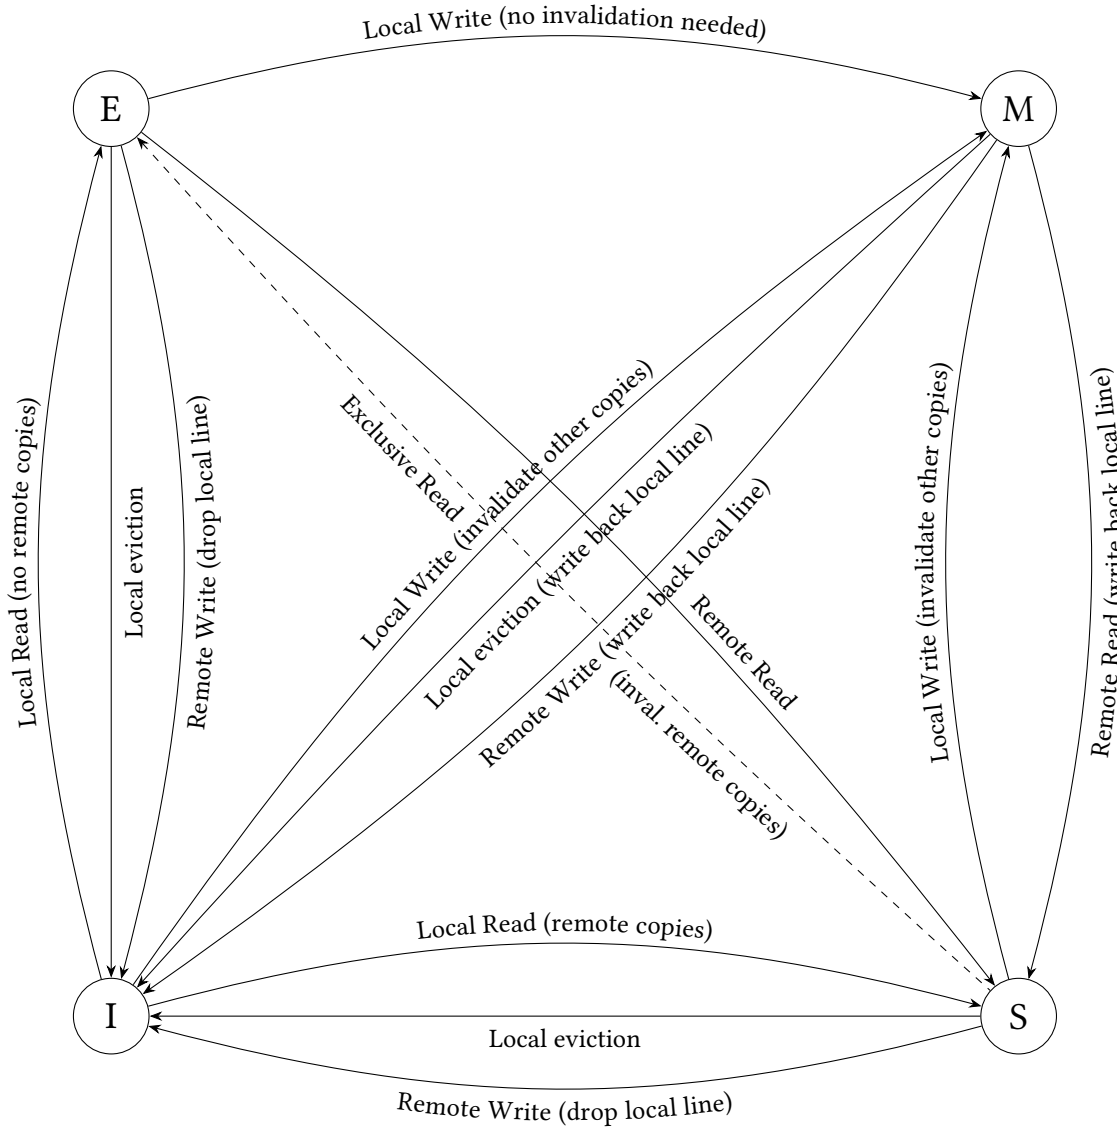 Local Write (no invalidation needed)
E
M
Local Read (no remote copies)
Local eviction
Remote Write (drop local line)
Exclusive Read
(inval. remote copies)
Remote Read
Local Write (invalidate other copies)
Local eviction (write back local line)
Remote Write (write back local line)
Local Write (invalidate other copies)
Remote Read (write back local line)
I
S
Local Read (remote copies)
Local eviction
Remote Write (drop local line)